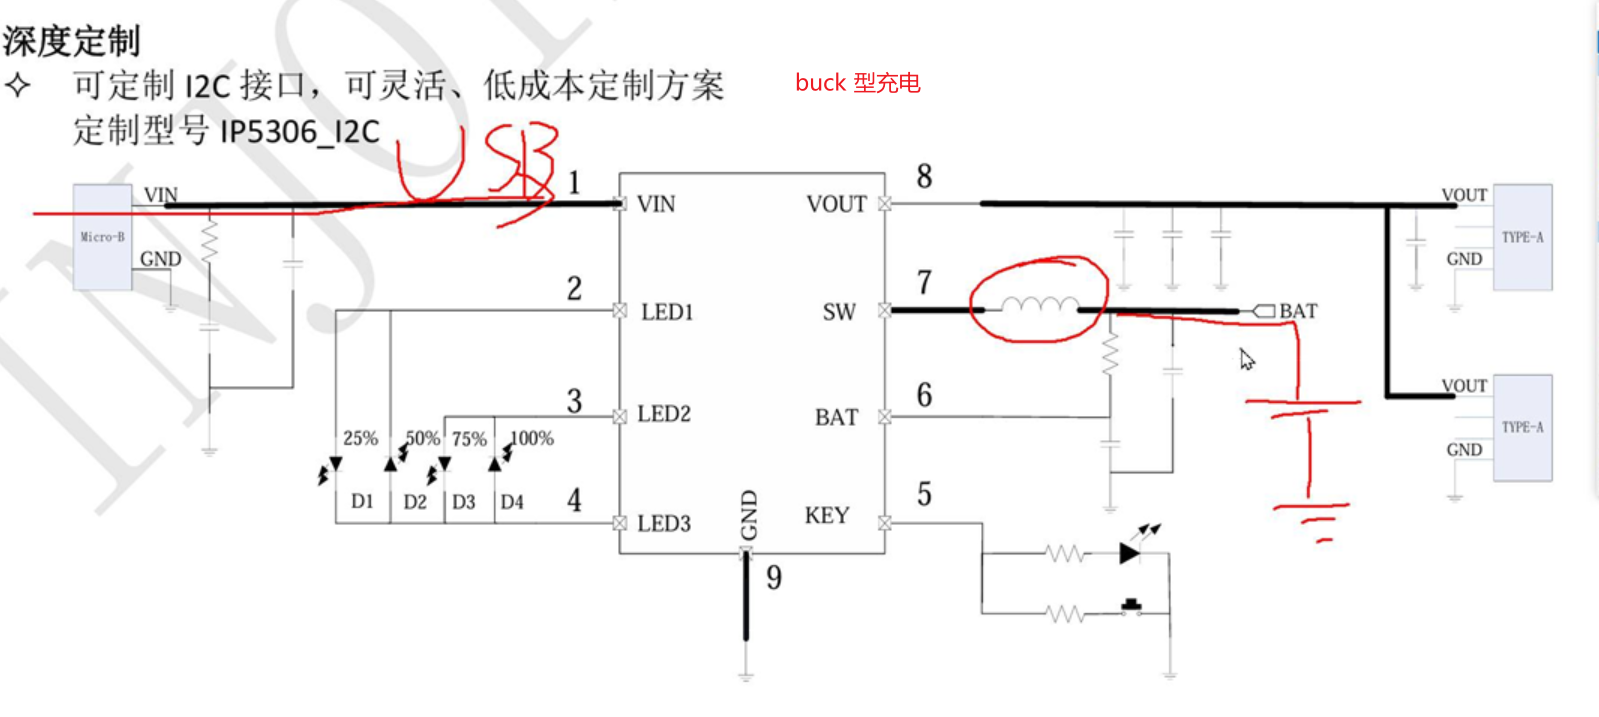 深度定制
✧ 可定制 I2C 接口，可灵活、低成本定制方案
buck 型充电
定制型号 IP5306_I2C
USB
VIN
Micro-B
GND
1
VIN
2
LED1
3
LED2
4
LED3
25%
50%
75%
100%
D1
D2
D3
D4
GND
9
8
VOUT
7
SW
6
BAT
5
KEY
BAT
VOUT
TYPE-A
GND
VOUT
TYPE-A
GND
INJO